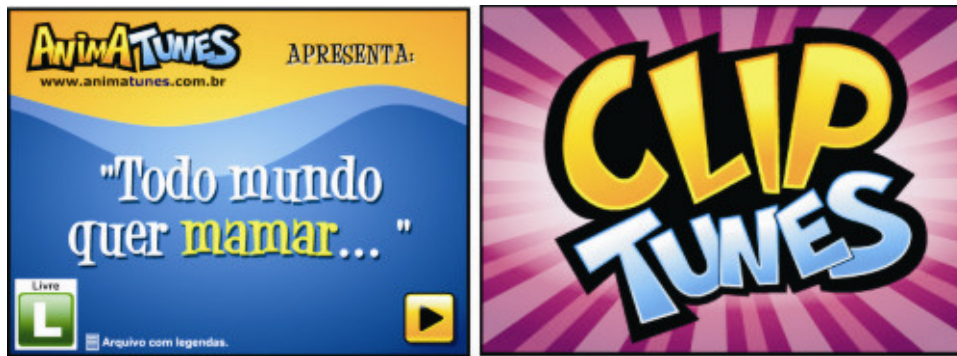 ANIMATUNES
www.animatunes.com.br
APRESENTA:
"Todo mundo
quer mamar... "
Livre
L
Arquivo com legendas.
CLIP
TUNES